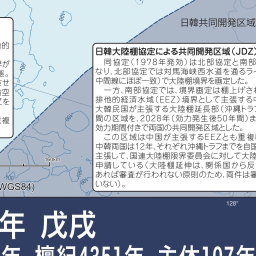 日韓共同開発区域
日韓大陸棚協定による共同開発区域(JDZ)
同協定(1978年発効)は北部協定と南部
なり、北部協定では対馬海峡西水道を通るライ
中間線にほぼ一致)で大陸棚境界を画定した。
一方、南部協定では、境界画定は棚上げされ
排他的経済水域(EEZ)境界として主張する中
韓民国が主張する大陸棚延長部(沖縄トラフ
間の区域を、2028年(効力発生後50年間)ま
効力期間付きで両国の共同開発区域とした。
この区域は中国が主張するEEZとも重複
中韓両国は12年、それぞれ沖縄トラフまでを自国
主張して、国連大陸棚限界委員会に対して大陸
申請している(大陸棚延伸は、関係国から反
あれば審査が行われない原則のため、両件は審
いない)。
WGS84)
128°
年 戊戌
年 檀紀4351年 主体107年